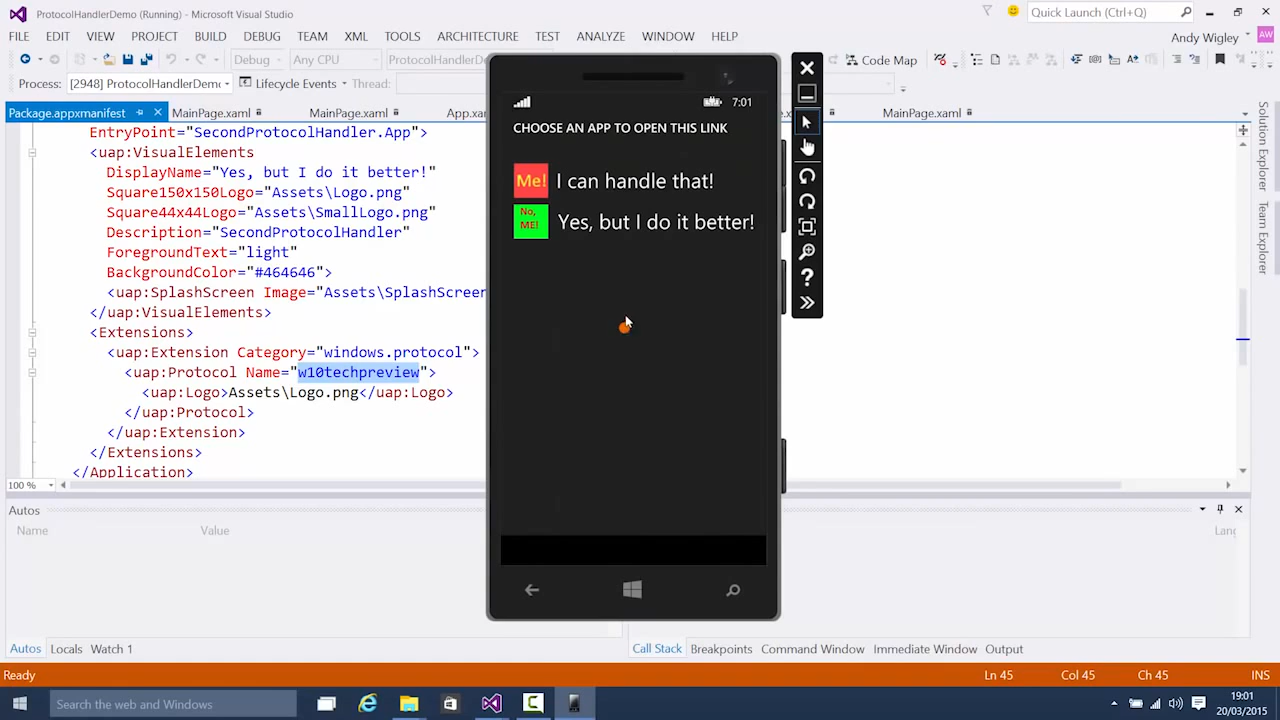 ProtocolHandlerDemo (Running) - Microsoft Visual Studio
Quick Launch (Ctrl+Q)
FILE EDIT VIEW PROJECT BUILD DEBUG TEAM XML TOOLS ARCHITECTURE TEST ANALYZE WINDOW HELP
Andy Wigley AW
Debug Any CPU ProtocolHandlerDemo
Code Map
Process: [2948] ProtocolHandlerDemo Lifecycle Events Thread:
Package.appxmanifest MainPage.xaml MainPage.xaml App.xa MainPage.xaml
EntryPoint="SecondProtocolHandler.App">
<uap:VisualElements
DisplayName="Yes, but I do it better!"
Square150x150Logo="Assets\Logo.png"
Square44x44Logo="Assets\SmallLogo.png"
Description="SecondProtocolHandler"
ForegroundText="light"
BackgroundColor="#464646">
<uap:SplashScreen Image="Assets\SplashScreen
</uap:VisualElements>
<Extensions>
<uap:Extension Category="windows.protocol">
<uap:Protocol Name="w10techpreview">
<uap:Logo>Assets\Logo.png</uap:Logo>
</uap:Protocol>
</uap:Extension>
</Extensions>
</Application>
7:01
CHOOSE AN APP TO OPEN THIS LINK
Me! I can handle that!
No, ME! Yes, but I do it better!
?
Solution Explorer
Team Explorer
100 %
Autos
Name Value
Lang
Autos Locals Watch 1
Call Stack Breakpoints Command Window Immediate Window Output
Ready
Ln 45 Col 45 Ch 45 INS
Search the web and Windows
19:01
20/03/2015